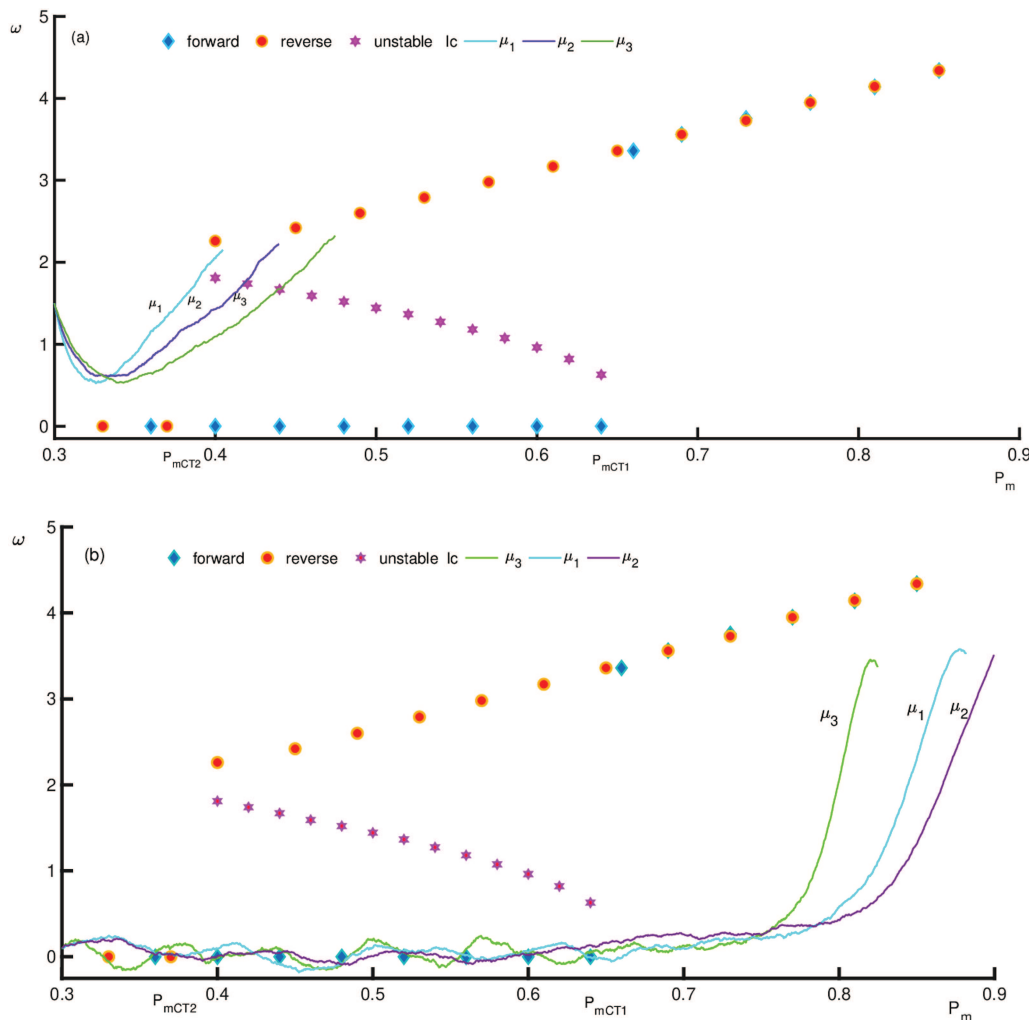 ω
5
(a)
forward reverse unstable lc μ1 μ2 μ3
4
3
2
μ1 μ2 μ3
1
0
0.3 0.4 0.5 0.6 0.7 0.8 0.9
PmCT2 PmCT1
Pm
ω
5
(b)
forward reverse unstable lc μ3 μ1 μ2
4
3
μ3 μ1 μ2
2
1
0
0.3 0.4 0.5 0.6 0.7 0.8 0.9
PmCT2 PmCT1 Pm